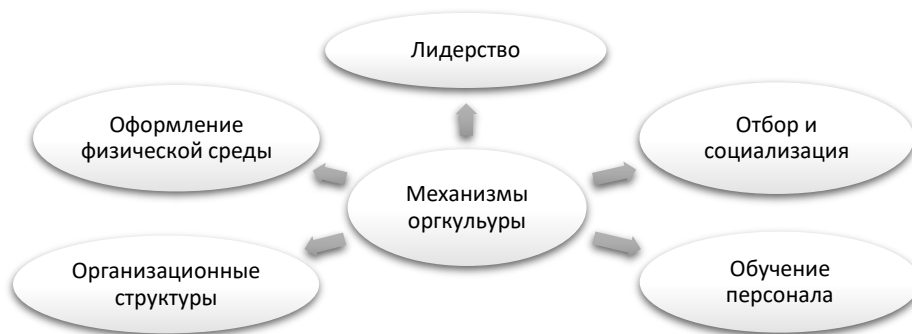 Лидерство
Оформление
физической среды
Отбор и
социализация
Механизмы
оргкульуры
Организационные
структуры
Обучение
персонала